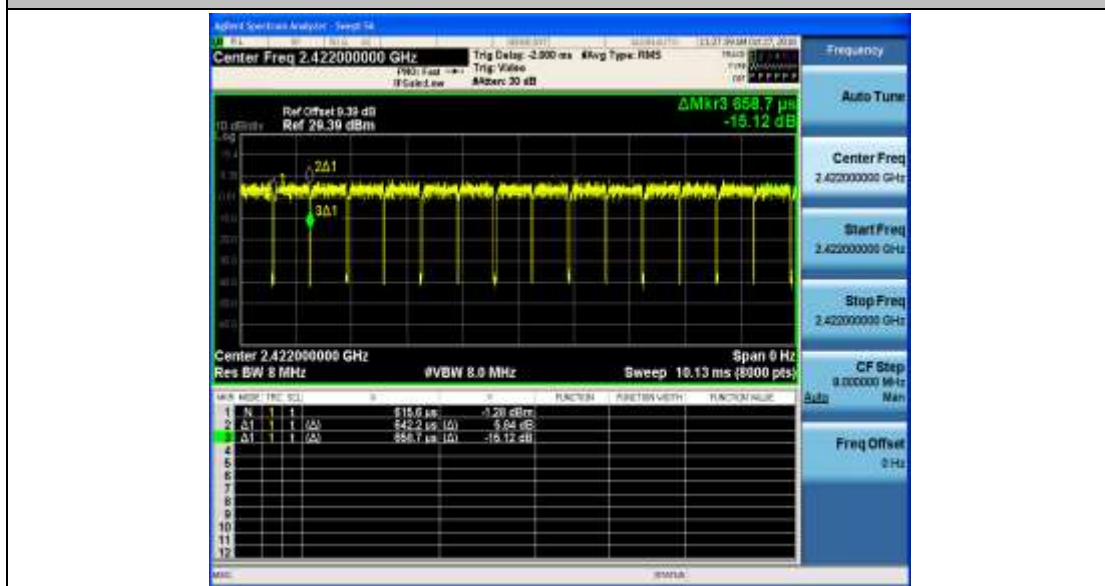 Agilent Spectrum Analyzer - Swept SA
Center Freq 2.422000000 GHz
PNO: Fast
IFGain:Low
Trig Delay: -2.000 ms
Trig: Video
#Atten: 30 dB
#Avg Type: RMS
Frequency
Auto Tune
Center Freq
2.422000000 GHz
Start Freq
2.422000000 GHz
Stop Freq
2.422000000 GHz
CF Step
8.000000 MHz
Auto Man
Freq Offset
0 Hz
ΔMkr3 658.7 µs
-15.12 dB
Ref Offset 9.39 dB
10 dB/div Ref 29.39 dBm
Log
2Δ1
1
3Δ1
Center 2.422000000 GHz
Span 0 Hz
Res BW 8 MHz
#VBW 8.0 MHz
Sweep 10.13 ms (8000 pts)
MKR MODE TRC SCL X Y FUNCTION FUNCTION WIDTH FUNCTION VALUE
1 N 1 t 615.6 µs -1.28 dBm
2 Δ1 1 t (Δ) 642.2 µs (Δ) 5.84 dB
3 Δ1 1 t (Δ) 658.7 µs (Δ) -15.12 dB
4
5
6
7
8
9
10
11
12
MSG
STATUS